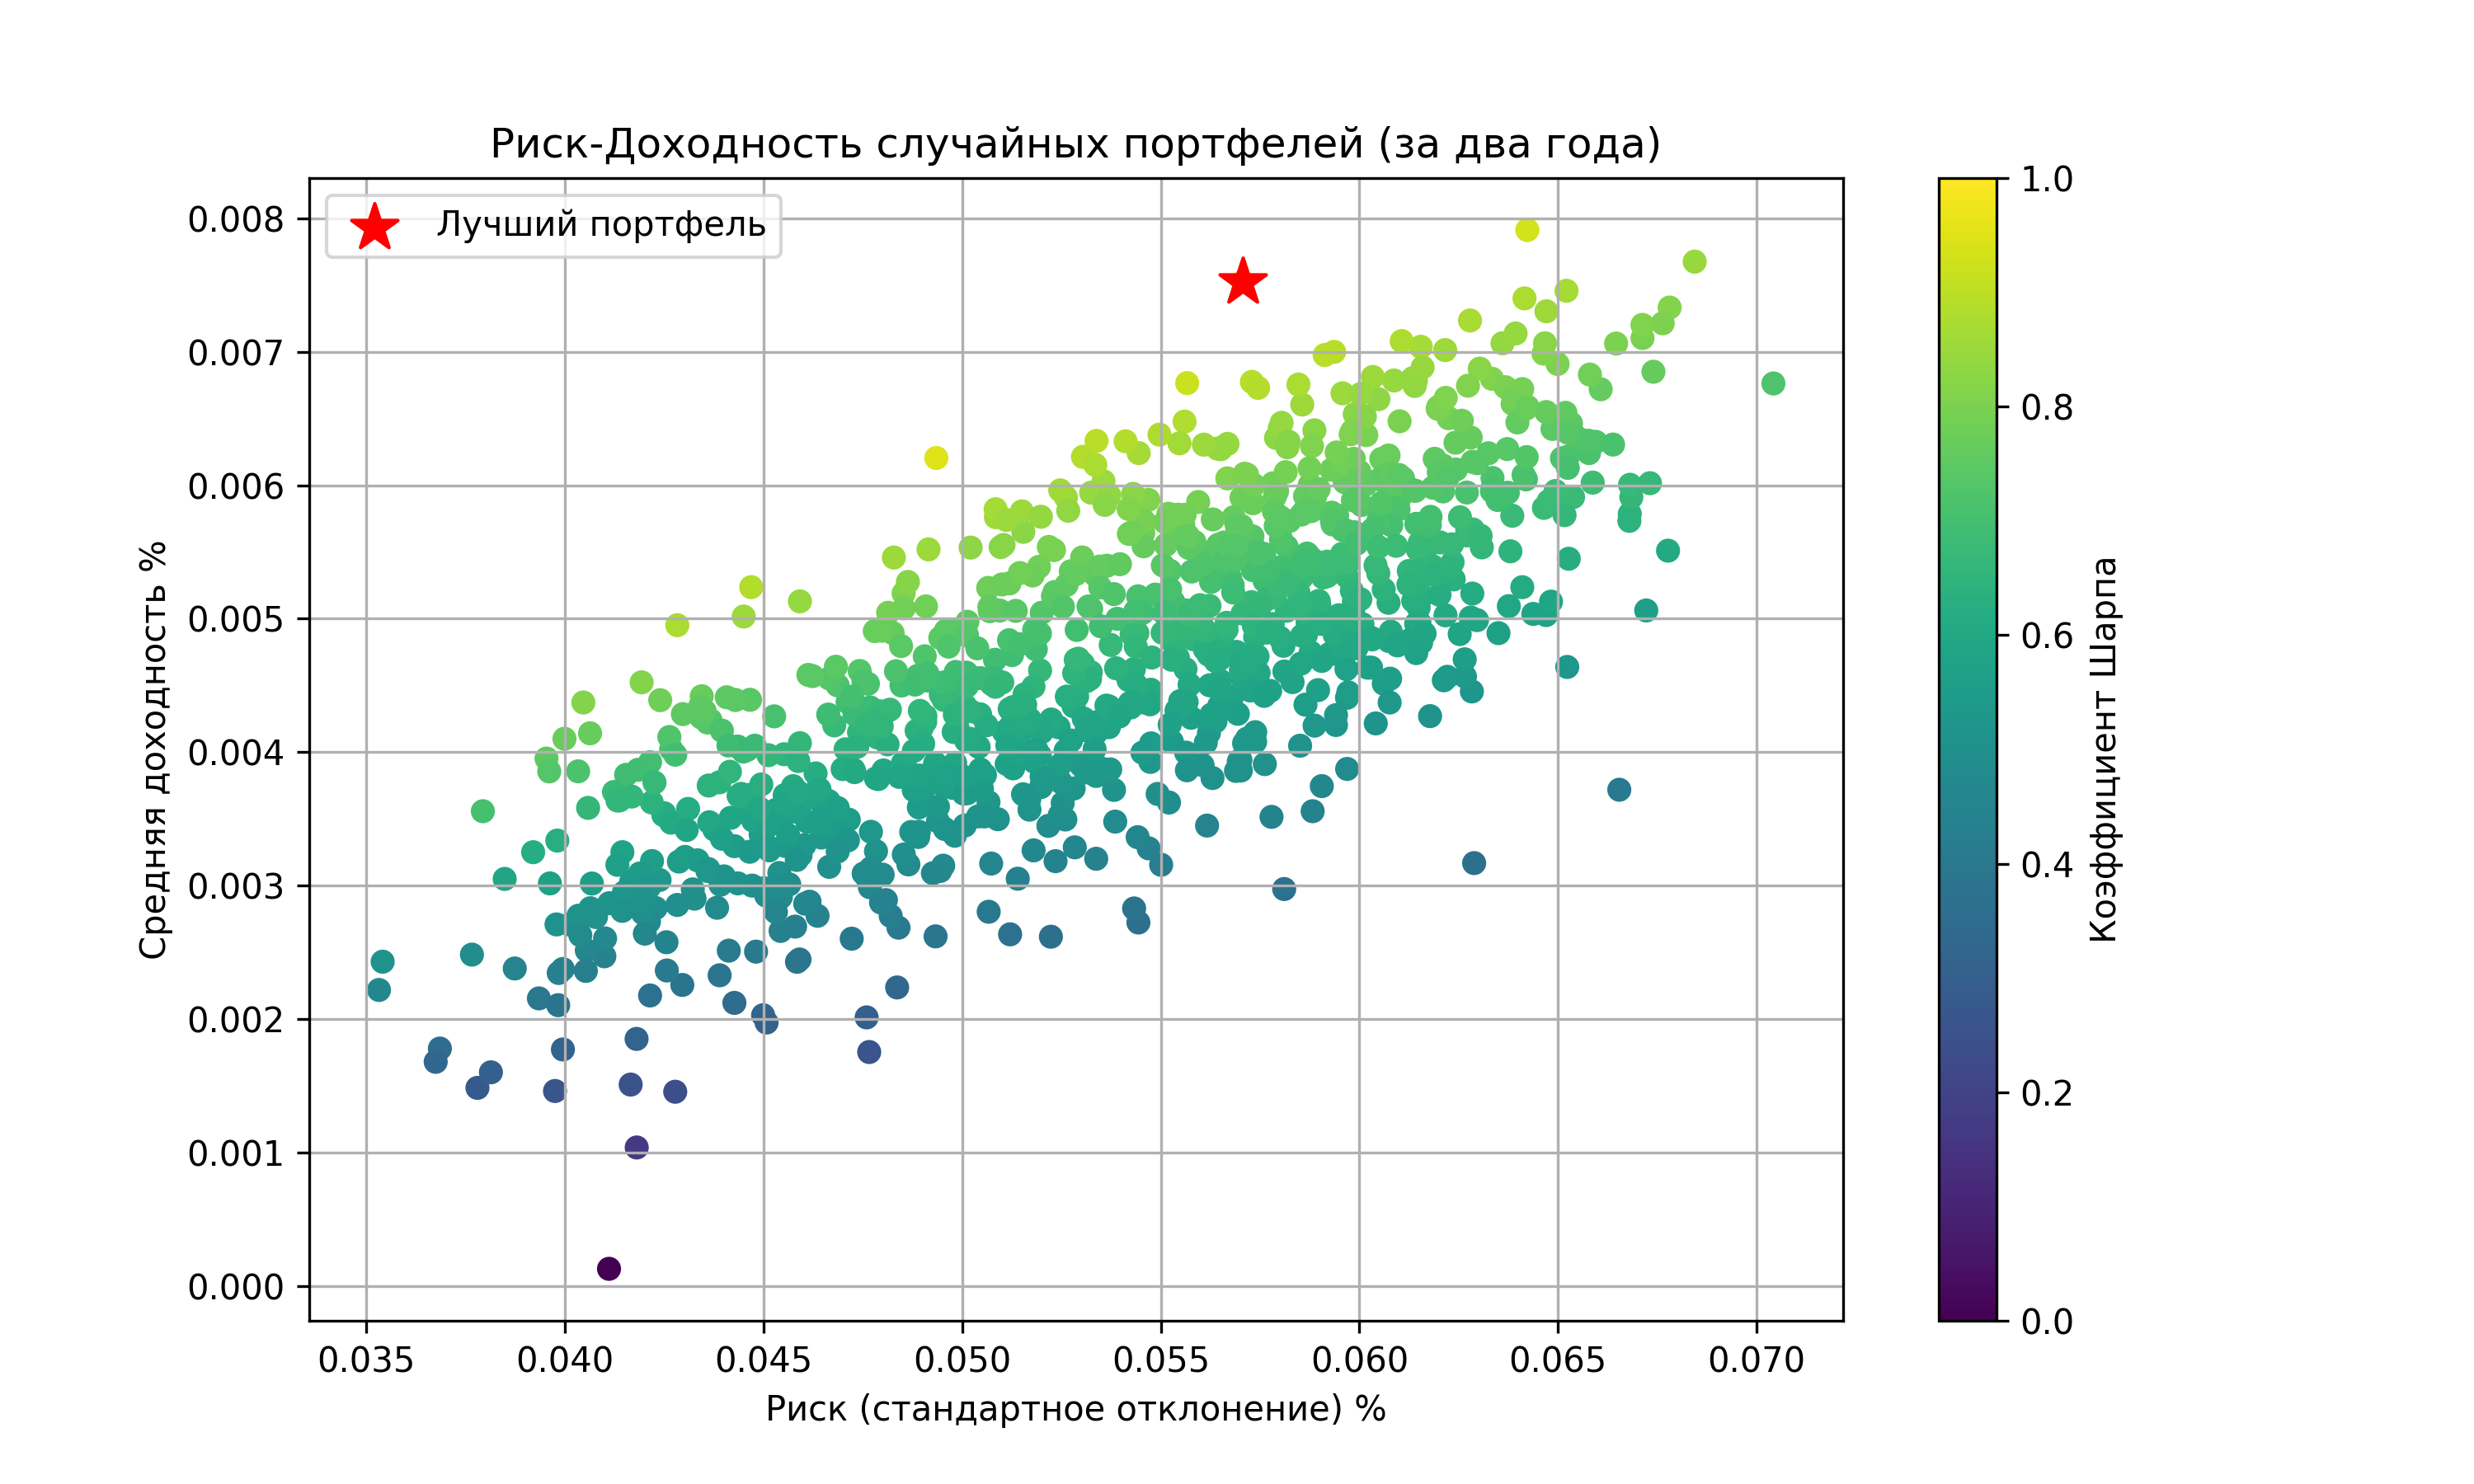 Риск-Доходность случайных портфелей (за два года)
Лучший портфель
Средняя доходность %
0.008
0.007
0.006
0.005
0.004
0.003
0.002
0.001
0.000
0.035 0.040 0.045 0.050 0.055 0.060 0.065 0.070
Риск (стандартное отклонение) %
1.0
0.8
0.6
0.4
0.2
0.0
Коэффициент Шарпа